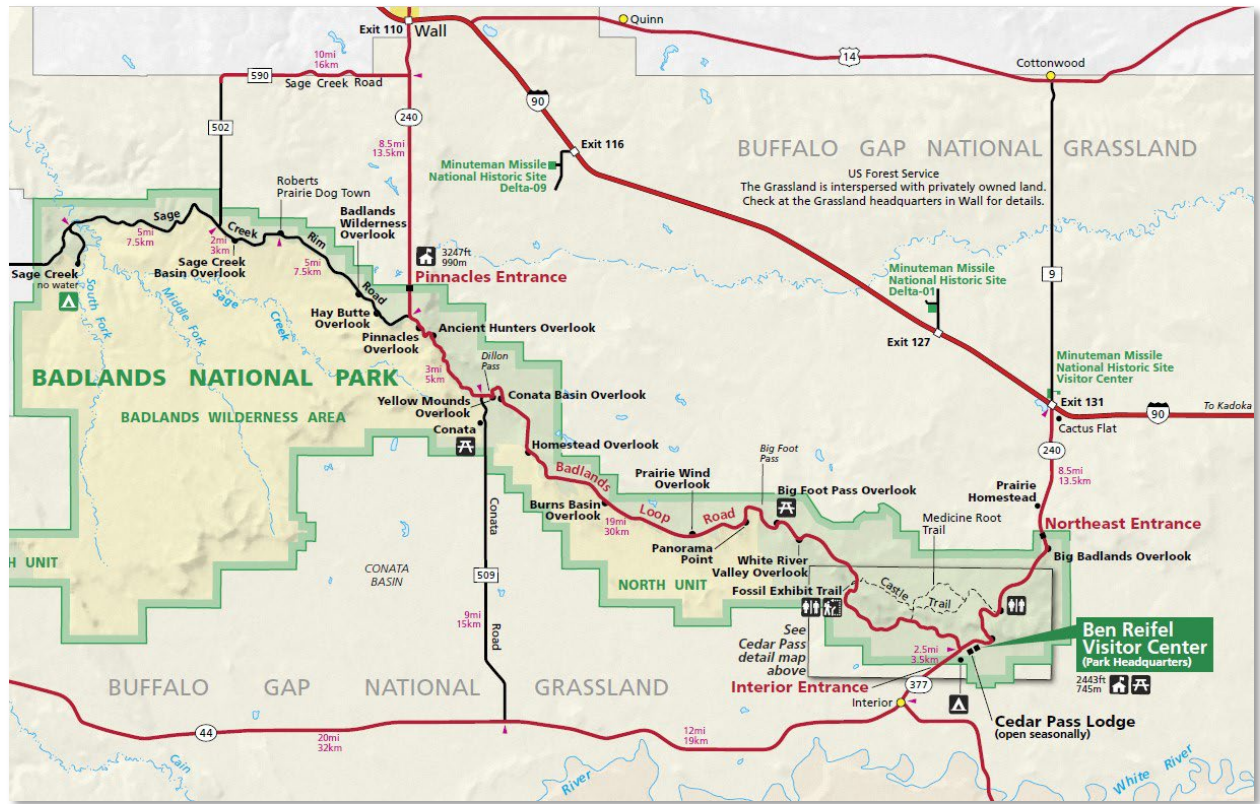 Quinn
Exit 110
Wall
14
10mi
16km
Cottonwood
590
Sage Creek Road
90
240
502
8.5mi
13.5km
Exit 116
BUFFALO GAP NATIONAL GRASSLAND
Minuteman Missile
National Historic Site
Delta-09
US Forest Service
The Grassland is interspersed with privately owned land.
Check at the Grassland headquarters in Wall for details.
Roberts
Prairie Dog Town
Badlands
Wilderness
Overlook
Sage Creek Rim Road
5mi
7.5km
2mi
3km
Sage Creek
Basin Overlook
5mi
7.5km
3247ft
990m
Pinnacles Entrance
Sage Creek
no water
South Fork
Middle Fork
Sage Creek
9
Minuteman Missile
National Historic Site
Delta-01
Hay Butte
Overlook
Pinnacles
Overlook
Ancient Hunters Overlook
Exit 127
Dillon
Pass
3mi
5km
Minuteman Missile
National Historic Site
Visitor Center
BADLANDS NATIONAL PARK
BADLANDS WILDERNESS AREA
Yellow Mounds
Overlook
Conata Basin Overlook
Exit 131
90
To Kadoka
Cactus Flat
Conata
Homestead Overlook
240
8.5mi
13.5km
Big Foot
Pass
Badlands Loop Road
Prairie Wind
Overlook
Big Foot Pass Overlook
Prairie
Homestead
Burns Basin
Overlook
19mi
30km
Medicine Root
Trail
Northeast Entrance
Panorama
Point
White River
Valley Overlook
Big Badlands Overlook
H UNIT
CONATA
BASIN
Conata Road
509
NORTH UNIT
Fossil Exhibit Trail
Castle Trail
9mi
15km
See
Cedar Pass
detail map
above
2.5mi
3.5km
Ben Reifel
Visitor Center
(Park Headquarters)
2443ft
745m
BUFFALO GAP NATIONAL GRASSLAND
Interior Entrance
377
Interior
Cedar Pass Lodge
(open seasonally)
44
20mi
32km
12mi
19km
Cain
River
White River